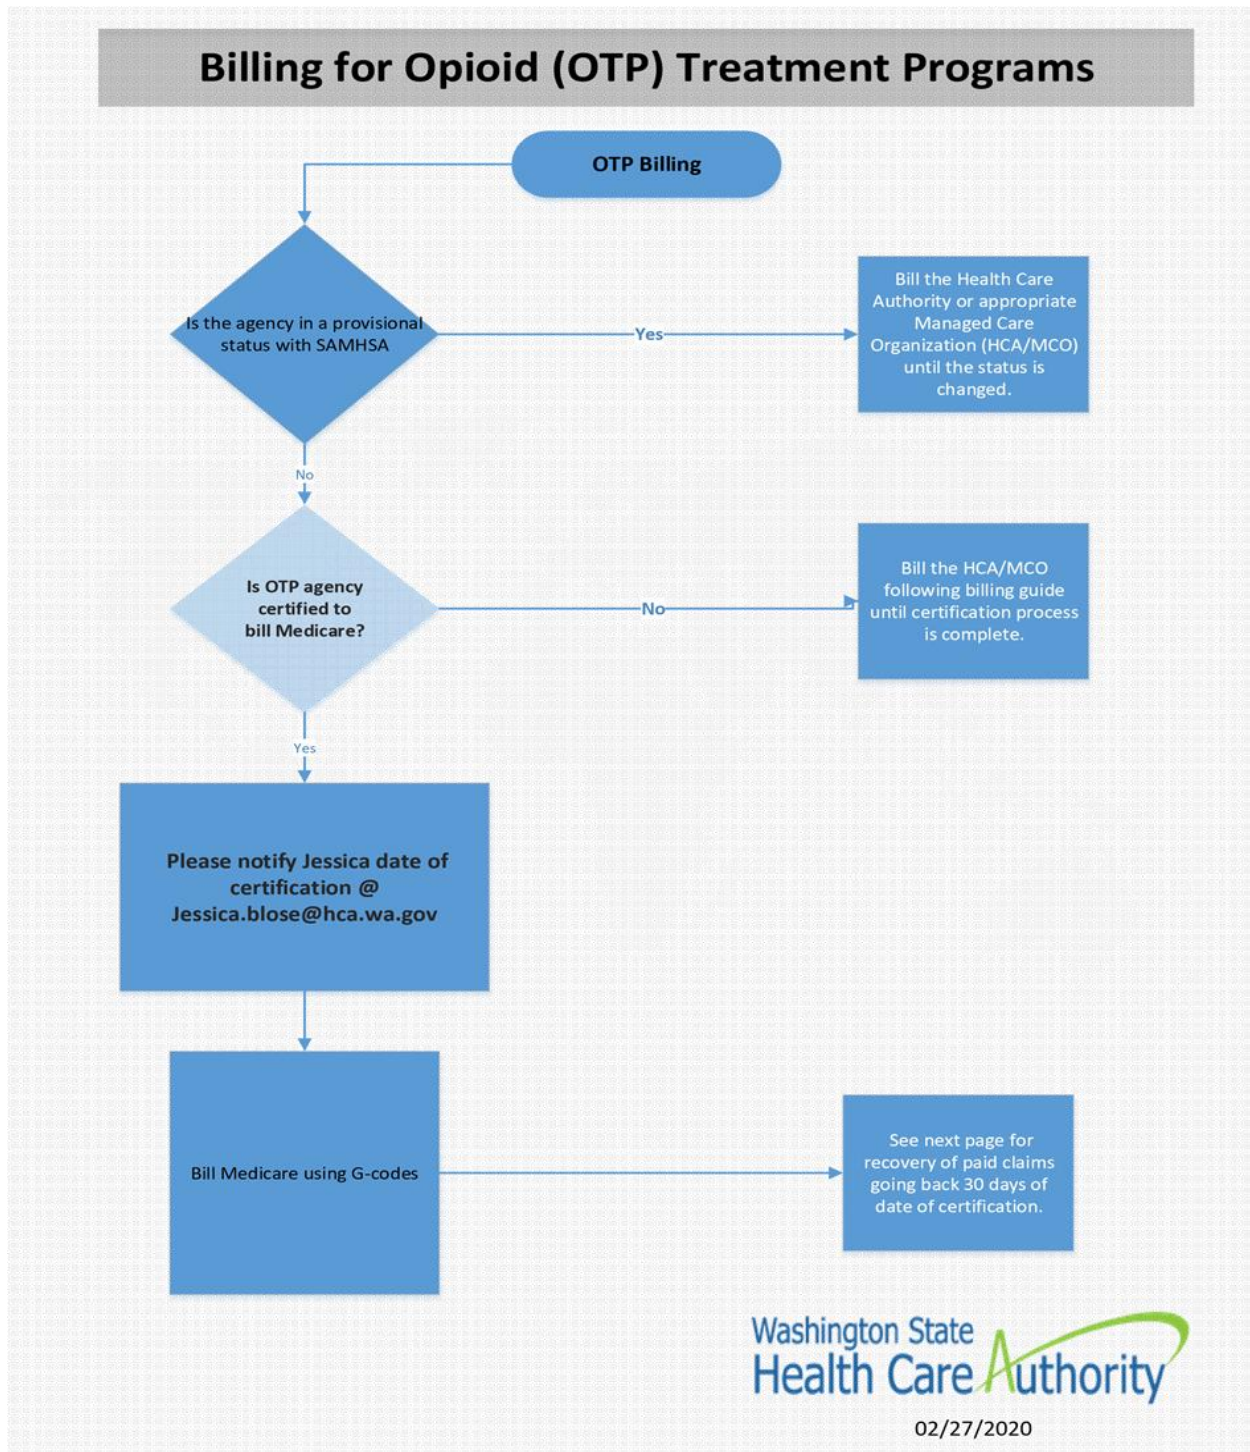 Billing for Opioid (OTP) Treatment Programs
OTP Billing
Is the agency in a provisional
status with SAMHSA
Yes
Bill the Health Care
Authority or appropriate
Managed Care
Organization (HCA/MCO)
until the status is
changed.
No
Is OTP agency
certified to
bill Medicare?
No
Bill the HCA/MCO
following billing guide
until certification process
is complete.
Yes
Please notify Jessica date of
certification @
Jessica.blose@hca.wa.gov
Bill Medicare using G-codes
See next page for
recovery of paid claims
going back 30 days of
date of certification.
Washington State
Health Care Authority
02/27/2020